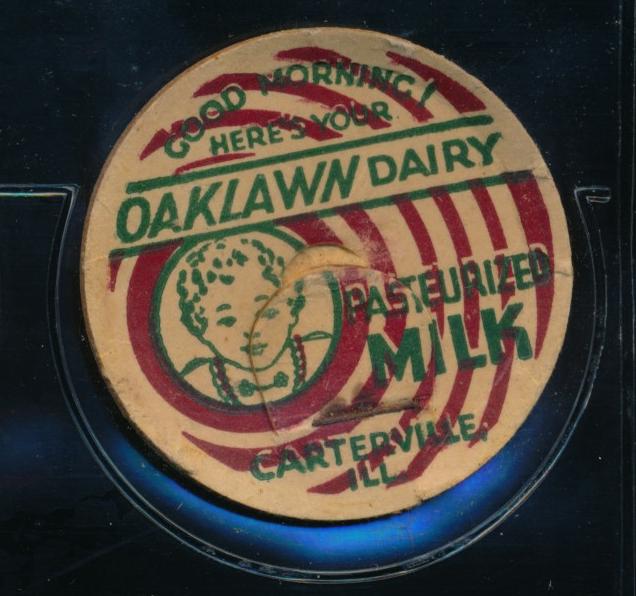 GOOD MORNING!
HERE'S YOUR
OAKLAWN DAIRY
PASTEURIZED
MILK
CARTERVILLE,
ILL.